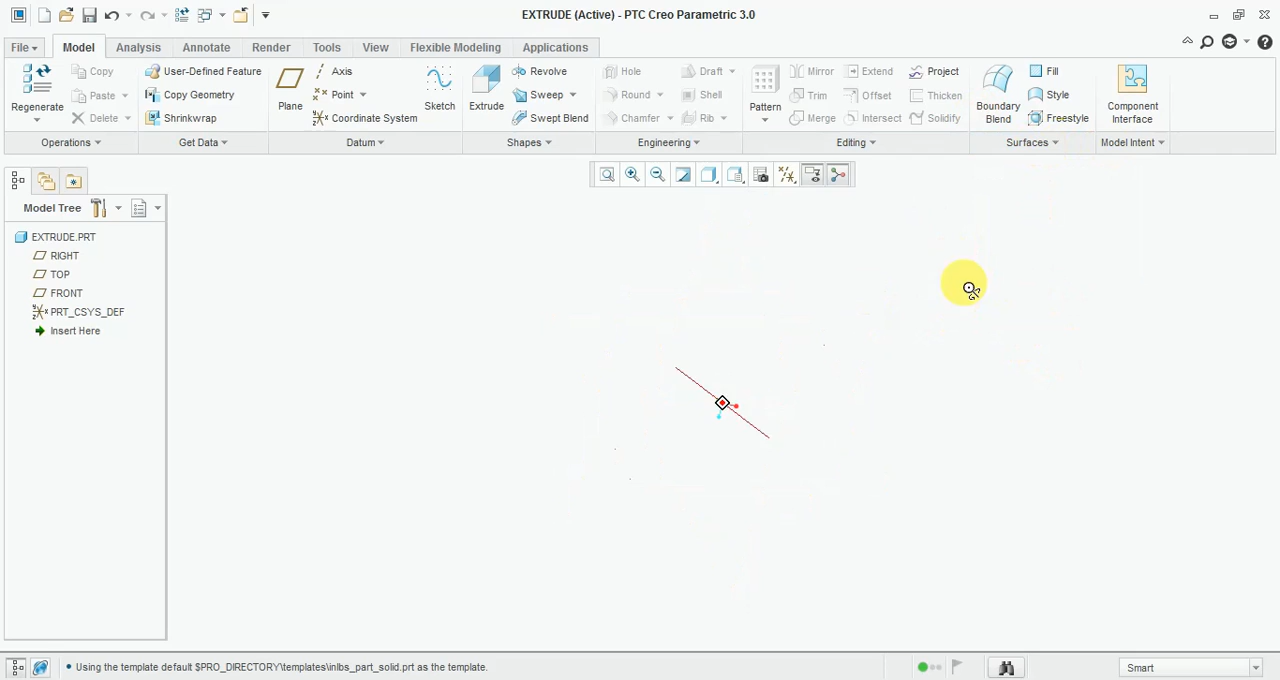 EXTRUDE (Active) - PTC Creo Parametric 3.0
File Model Analysis Annotate Render Tools View Flexible Modeling Applications
Regenerate
Copy
Paste
Delete
Operations
User-Defined Feature
Copy Geometry
Shrinkwrap
Get Data
Plane
Axis
Point
Coordinate System
Datum
Sketch
Extrude
Revolve
Sweep
Swept Blend
Shapes
Hole
Round
Chamfer
Draft
Shell
Rib
Engineering
Pattern
Mirror
Trim
Merge
Extend
Offset
Intersect
Project
Thicken
Solidify
Editing
Boundary
Blend
Fill
Style
Freestyle
Surfaces
Component
Interface
Model Intent
Model Tree
EXTRUDE.PRT
RIGHT
TOP
FRONT
PRT_CSYS_DEF
Insert Here
• Using the template default $PRO_DIRECTORY\templates\inlbs_part_solid.prt as the template.
Smart